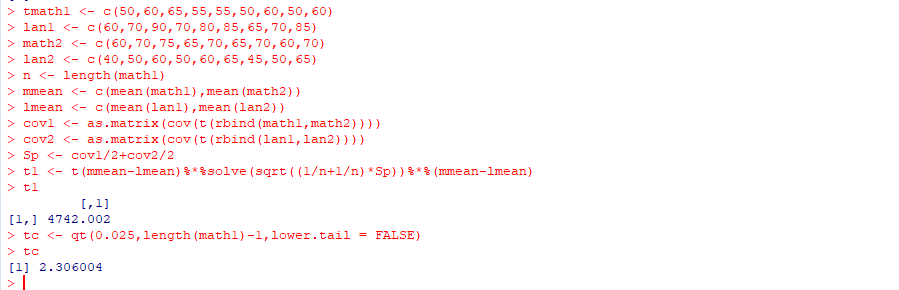 > tmath1 <- c(50,60,65,55,55,50,60,50,60)
> lan1 <- c(60,70,90,70,80,85,65,70,85)
> math2 <- c(60,70,75,65,70,65,70,60,70)
> lan2 <- c(40,50,60,50,60,65,45,50,65)
> n <- length(math1)
> mmean <- c(mean(math1),mean(math2))
> lmean <- c(mean(lan1),mean(lan2))
> cov1 <- as.matrix(cov(t(rbind(math1,math2))))
> cov2 <- as.matrix(cov(t(rbind(lan1,lan2))))
> Sp <- cov1/2+cov2/2
> t1 <- t(mmean-lmean)%*%solve(sqrt((1/n+1/n)*Sp))%*%(mmean-lmean)
> t1
[,1]
[1,] 4742.002
> tc <- qt(0.025,length(math1)-1,lower.tail = FALSE)
> tc
[1] 2.306004
>